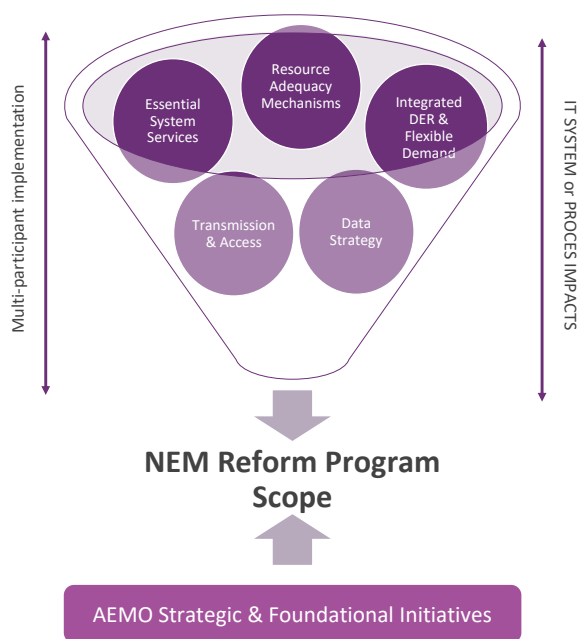 Multi-participant implementation
Resource
Adequacy
Mechanisms
Essential
System
Services
Integrated
DER &
Flexible
Demand
Transmission
& Access
Data
Strategy
IT SYSTEM or PROCES IMPACTS
NEM Reform Program
Scope
AEMO Strategic & Foundational Initiatives